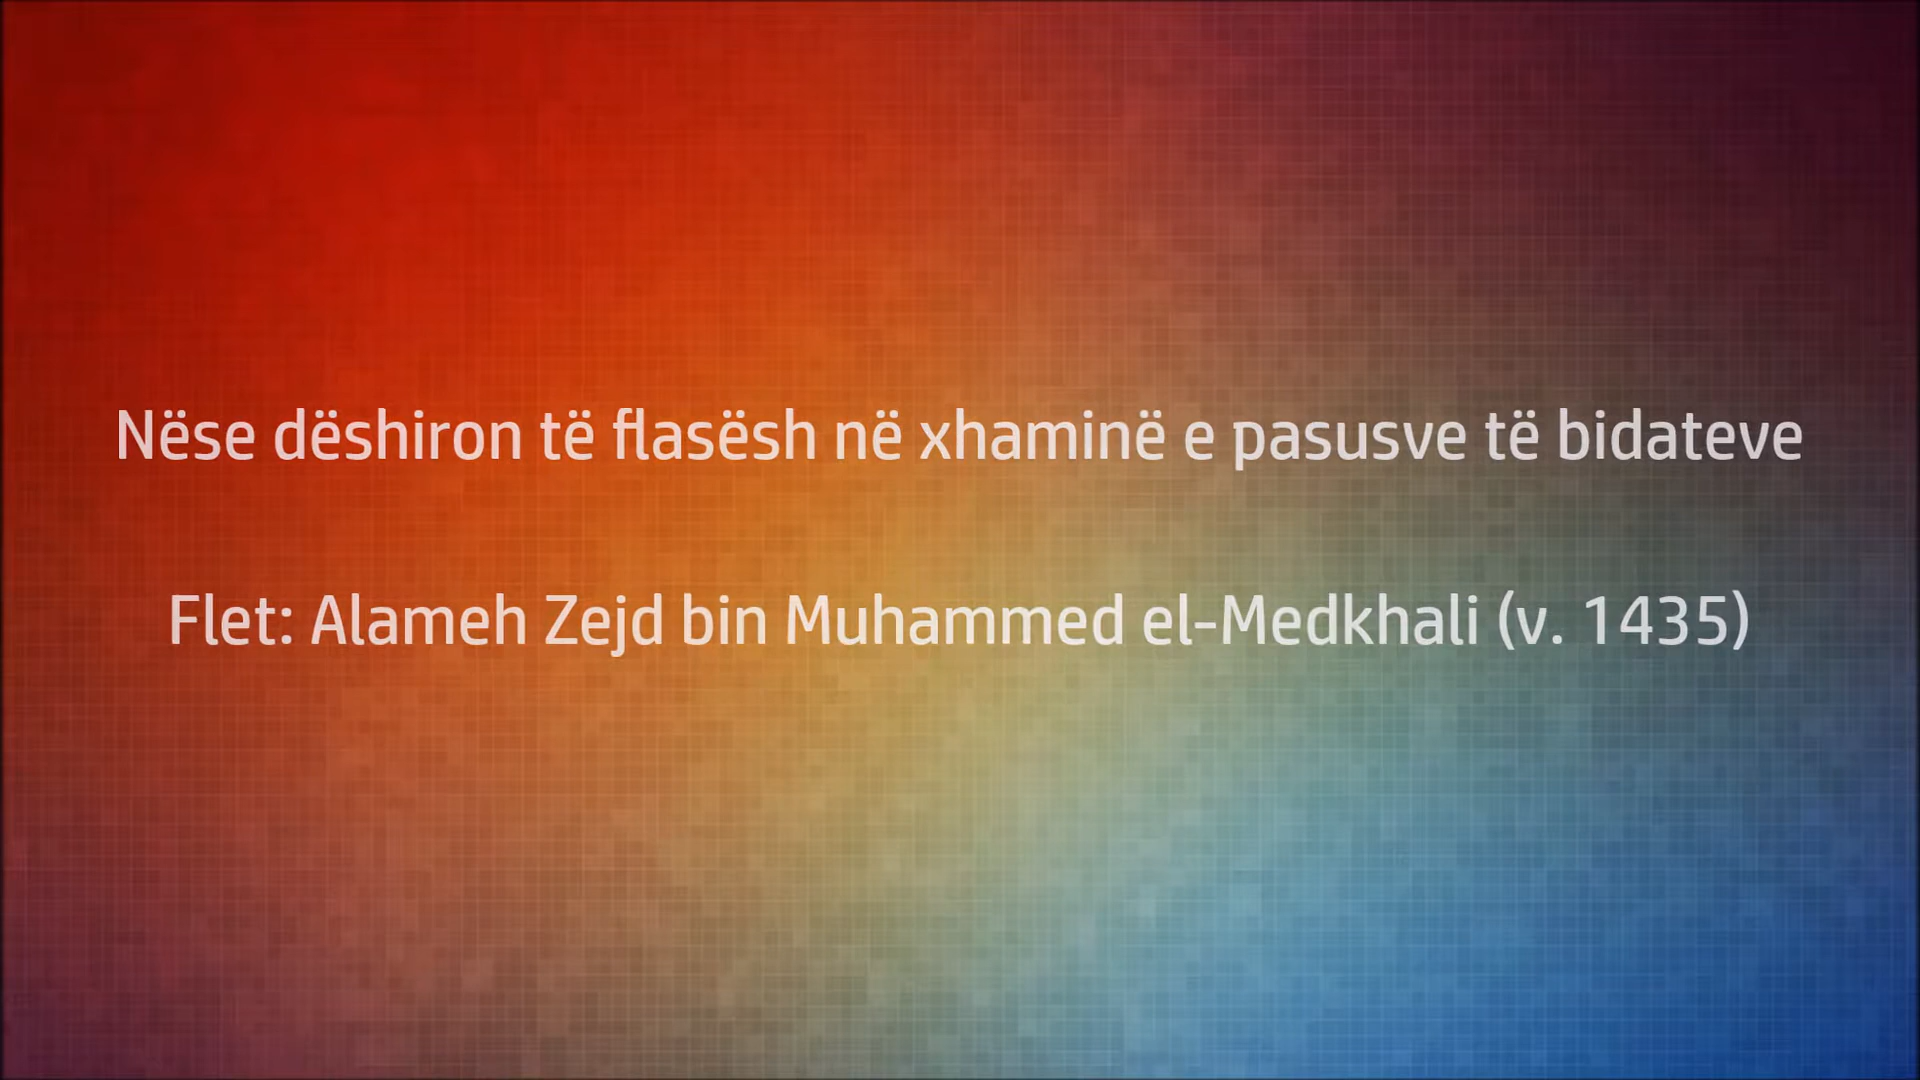 Nëse dëshiron të flasësh në xhaminë e pasusve të bidateve
Flet: Alameh Zejd bin Muhammed el-Medkhali (v. 1435)